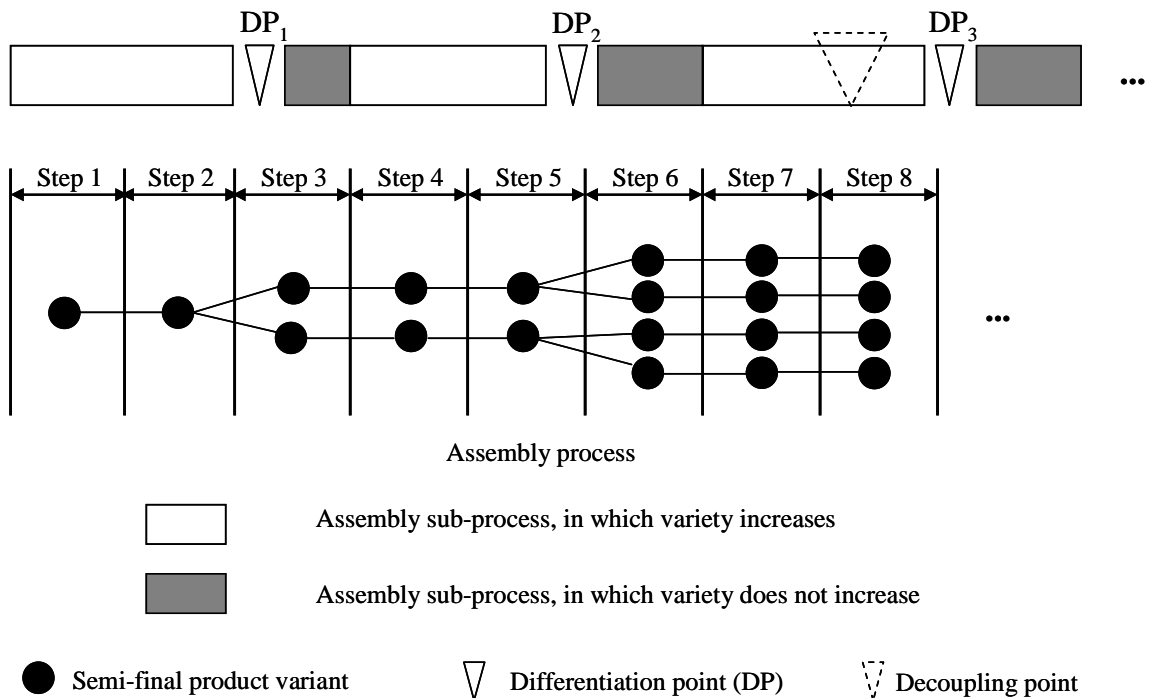 DP1 DP2 DP3
...
Step 1 Step 2 Step 3 Step 4 Step 5 Step 6 Step 7 Step 8
...
Assembly process
Assembly sub-process, in which variety increases
Assembly sub-process, in which variety does not increase
Semi-final product variant Differentiation point (DP) Decoupling point